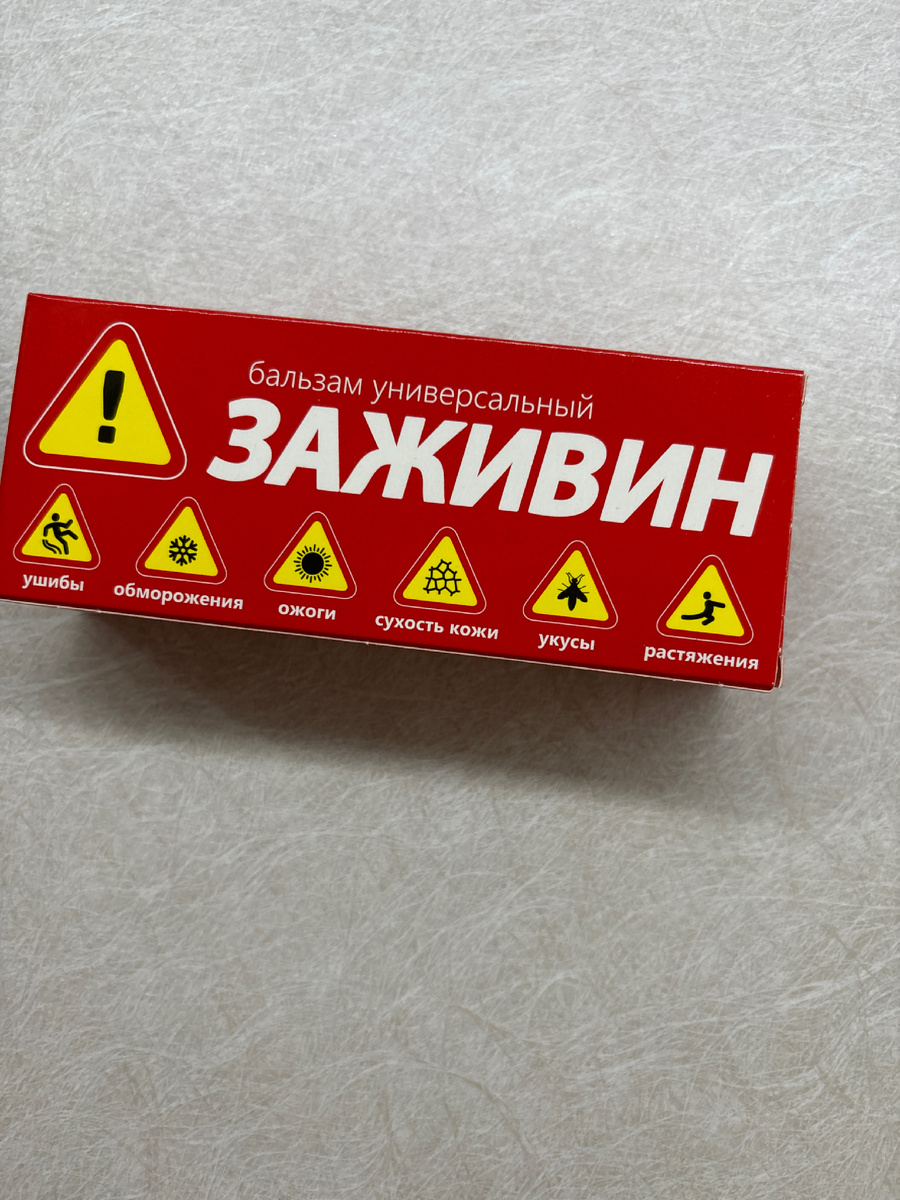 бальзам универсальный
ЗАЖИВИН
ушибы
обморожения
ожоги
сухость кожи
укусы
растяжения